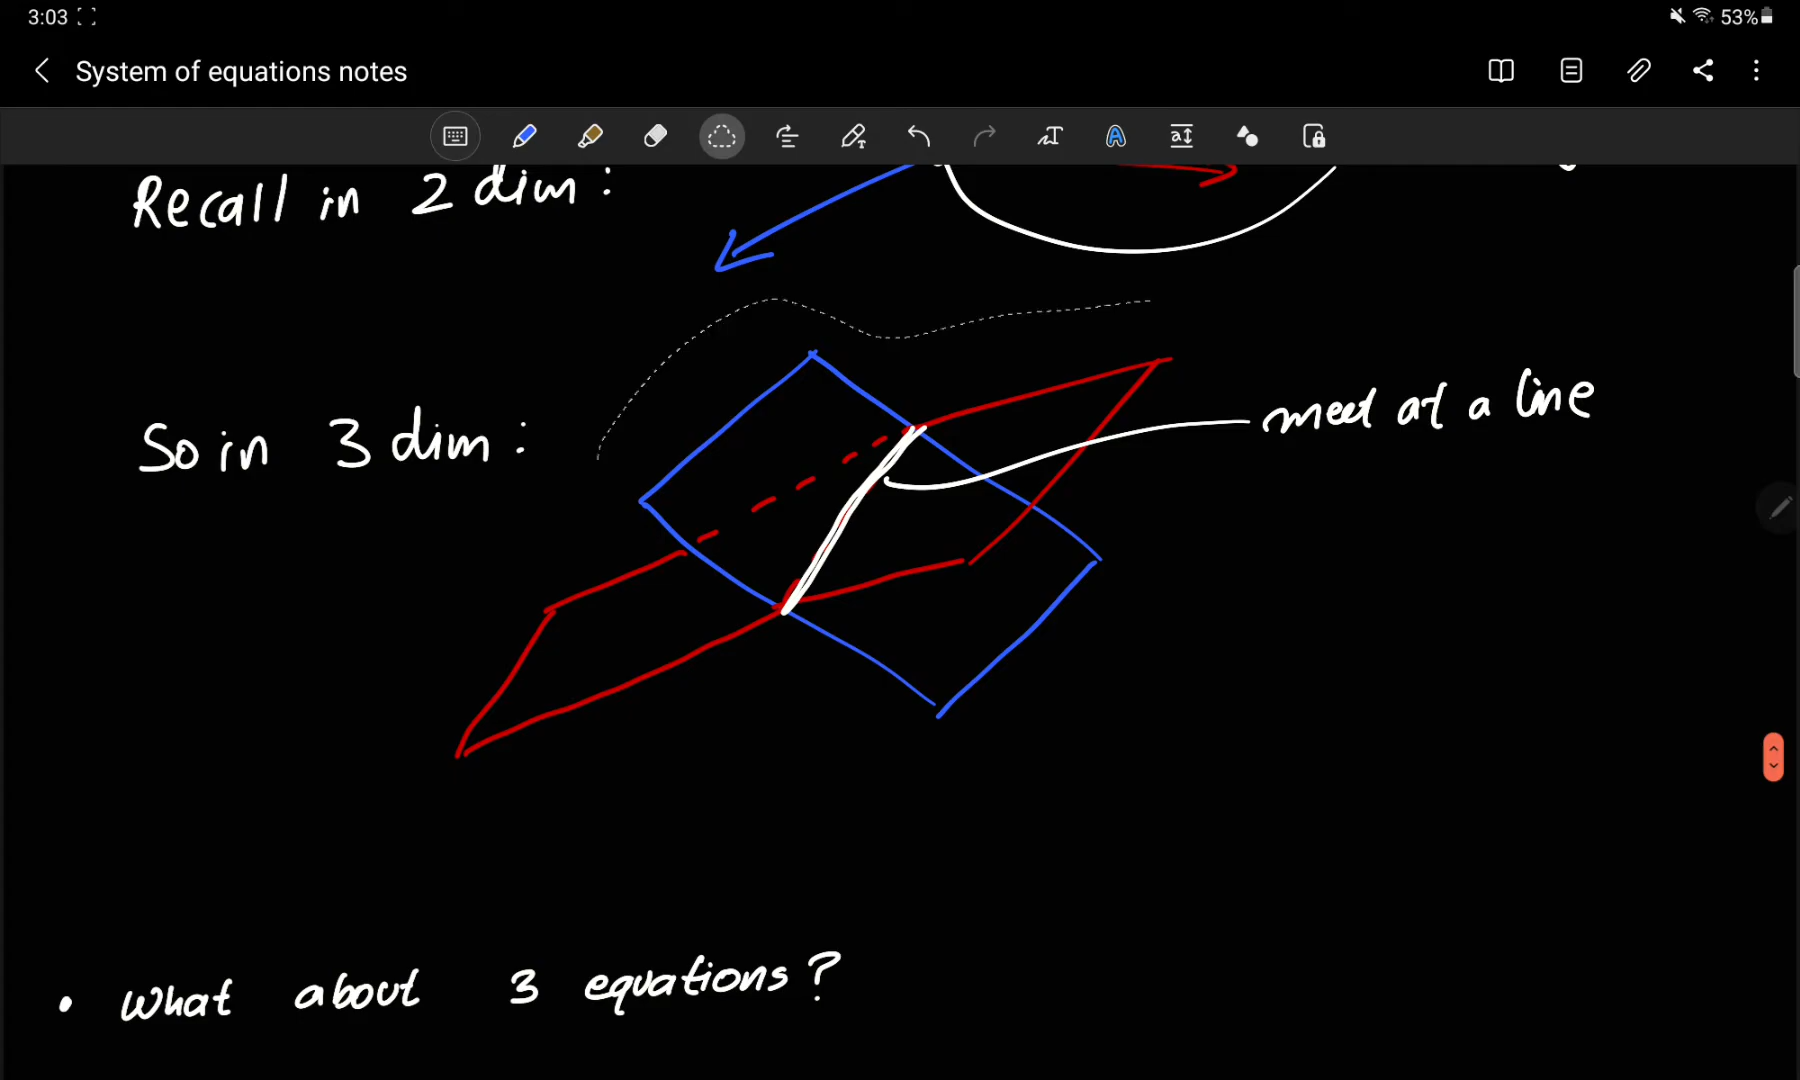 3:03
53%
System of equations notes
Recall in 2 dim:
So in 3 dim:
meet at a line
• What about 3 equations?